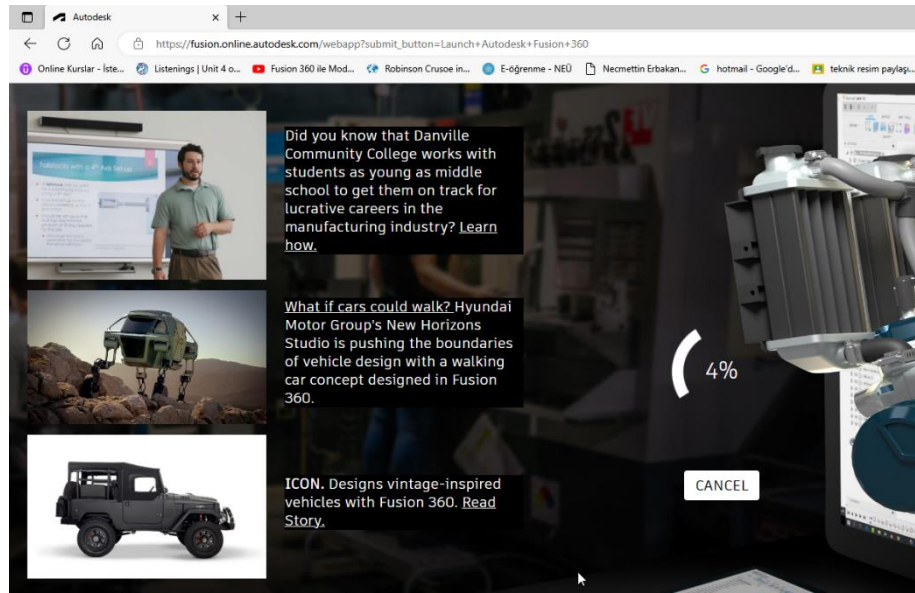 Autodesk
https://fusion.online.autodesk.com/webapp?submit_button=Launch+Autodesk+Fusion+360
Online Kurslar - İste...
Listenings | Unit 4 o...
Fusion 360 ile Mod...
Robinson Crusoe in...
E-öğrenme - NEÜ
Necmettin Erbakan...
hotmail - Google'd...
teknik resim paylaşı...
Did you know that Danville
Community College works with
students as young as middle
school to get them on track for
lucrative careers in the
manufacturing industry? Learn
how.
What if cars could walk? Hyundai
Motor Group's New Horizons
Studio is pushing the boundaries
of vehicle design with a walking
car concept designed in Fusion
360.
ICON. Designs vintage-inspired
vehicles with Fusion 360. Read
Story.
4%
CANCEL